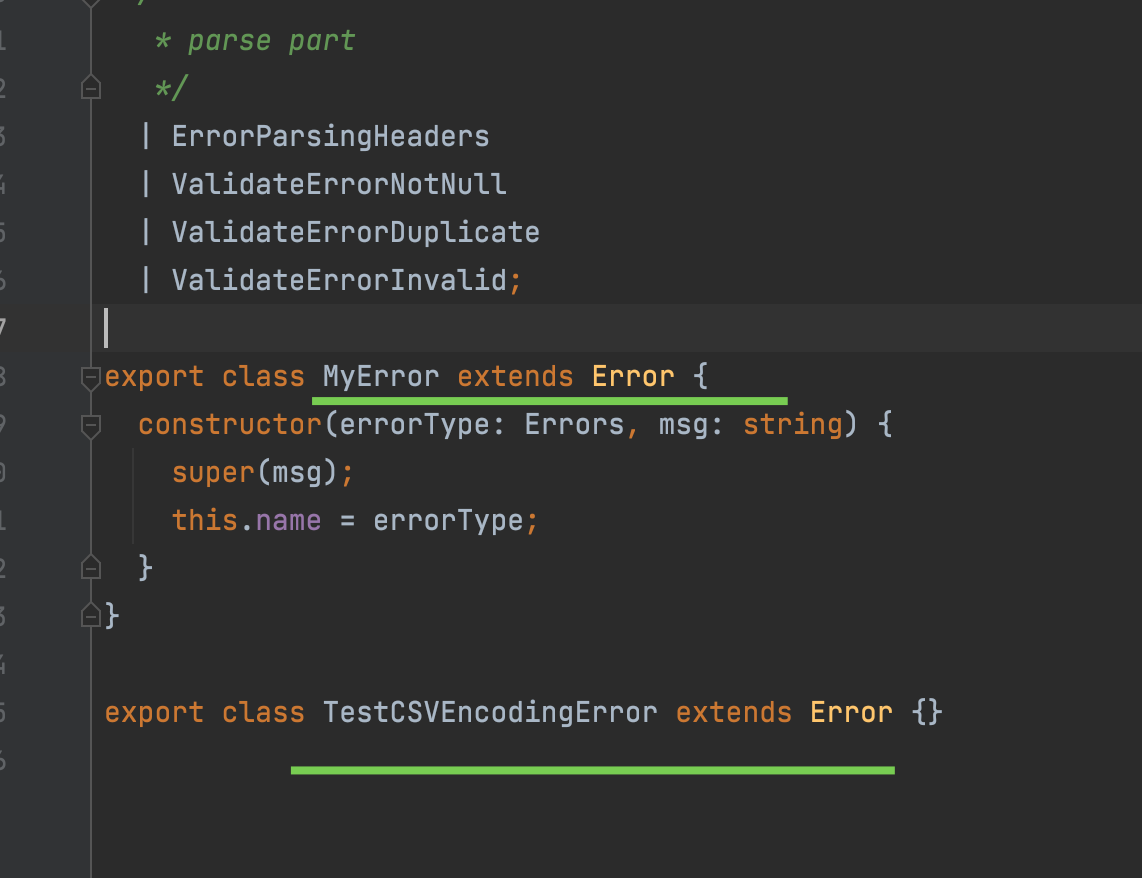 * parse part
*/
| ErrorParsingHeaders
| ValidateErrorNotNull
| ValidateErrorDuplicate
| ValidateErrorInvalid;
export class MyError extends Error {
constructor(errorType: Errors, msg: string) {
super(msg);
this.name = errorType;
}
}
export class TestCSVEncodingError extends Error {}